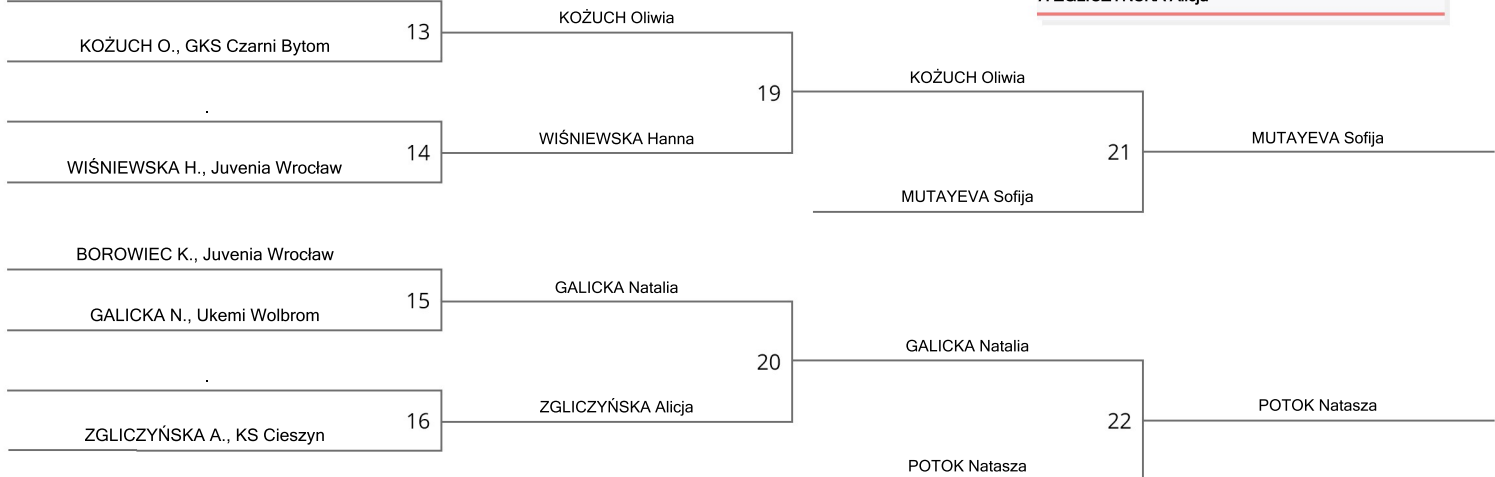 KOŻUCH O., GKS Czarni Bytom
13
KOŻUCH Oliwia
.
WIŚNIEWSKA H., Juvenia Wrocław
14
WIŚNIEWSKA Hanna
19
KOŻUCH Oliwia
MUTAYEVA Sofija
21
MUTAYEVA Sofija
BOROWIEC K., Juvenia Wrocław
GALICKA N., Ukemi Wolbrom
15
GALICKA Natalia
.
ZGLICZYŃSKA A., KS Cieszyn
16
ZGLICZYŃSKA Alicja
20
GALICKA Natalia
POTOK Natasza
22
POTOK Natasza